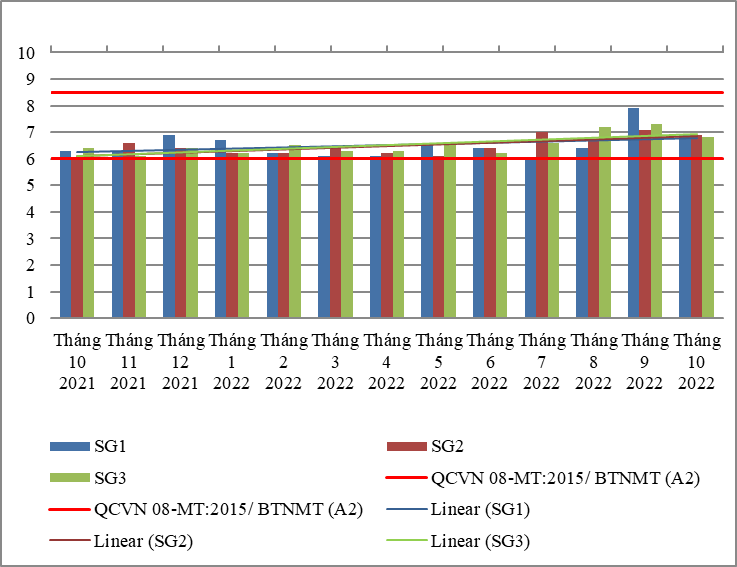 10
9
8
7
6
5
4
3
2
1
0
Tháng 10 2021
Tháng 11 2021
Tháng 12 2021
Tháng 1 2022
Tháng 2 2022
Tháng 3 2022
Tháng 4 2022
Tháng 5 2022
Tháng 6 2022
Tháng 7 2022
Tháng 8 2022
Tháng 9 2022
Tháng 10 2022
SG1
SG2
SG3
QCVN 08-MT:2015/ BTNMT (A2)
QCVN 08-MT:2015/ BTNMT (A2)
Linear (SG1)
Linear (SG2)
Linear (SG3)